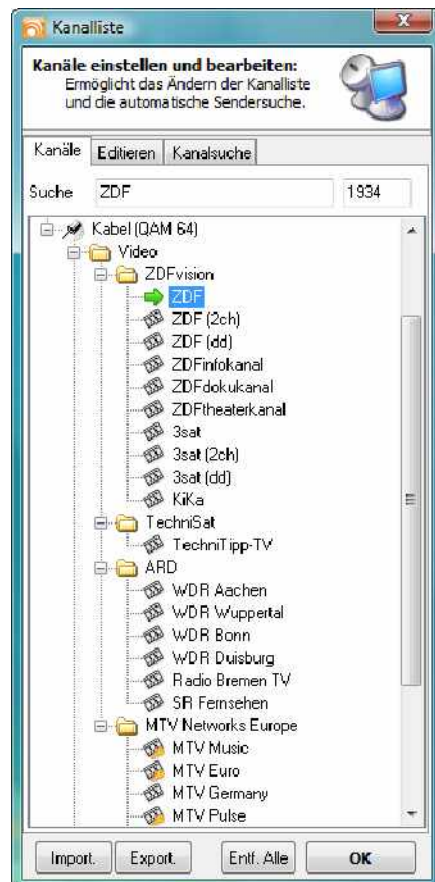 Kanalliste
Kanäle einstellen und bearbeiten:
Ermöglicht das Ändern der Kanalliste
und die automatische Sendersuche.
Kanäle Editieren Kanalsuche
Suche ZDF 1934
Kabel (QAM 64)
Video
ZDFvision
ZDF
ZDF (2ch)
ZDF (dd)
ZDFinfokanal
ZDFdokukanal
ZDFtheaterkanal
3sat
3sat (2ch)
3sat (dd)
KiKa
TechniSat
TechniTipp-TV
ARD
WDR Aachen
WDR Wuppertal
WDR Bonn
WDR Duisburg
Radio Bremen TV
SR Fernsehen
MTV Networks Europe
MTV Music
MTV Euro
MTV Germany
MTV Pulse
Import. Export. Entf. Alle OK